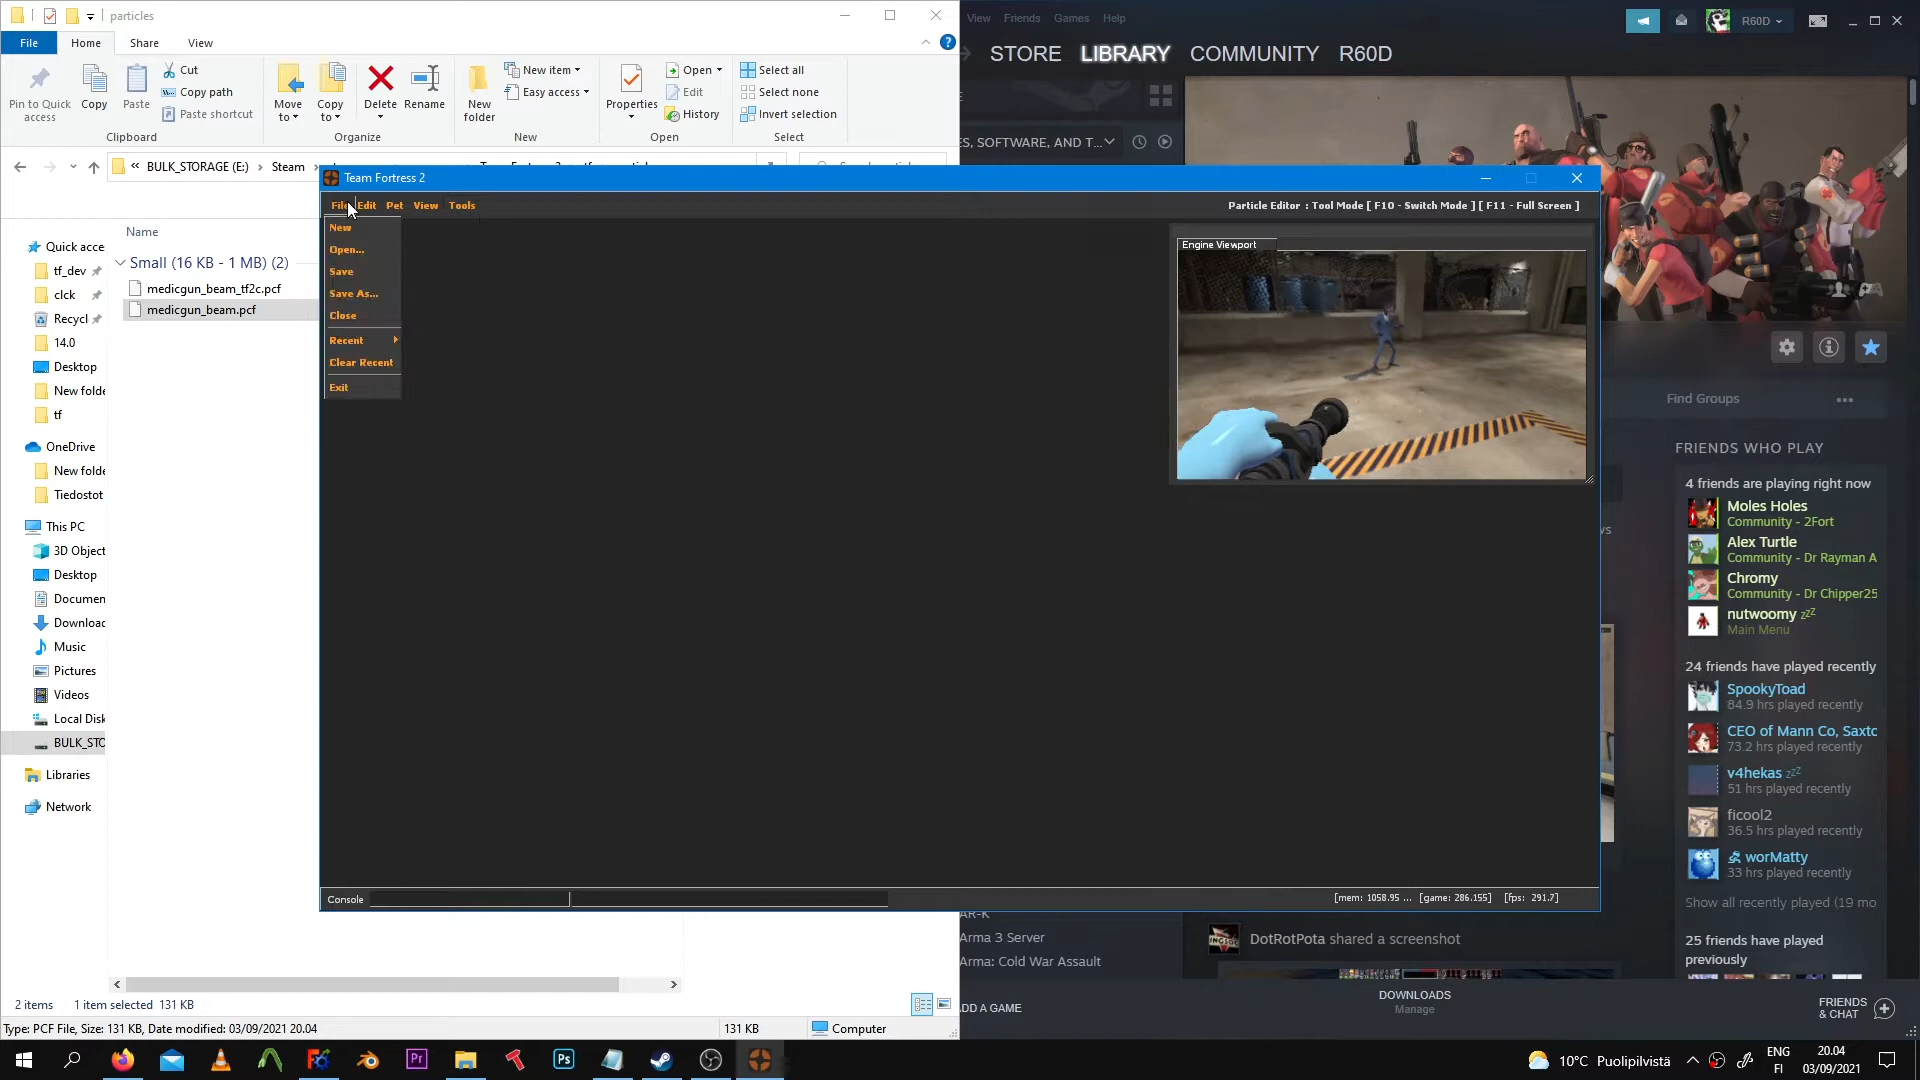 particles
File Home Share View
Pin to Quick access
Copy
Paste
Cut
Copy path
Paste shortcut
Clipboard
Move to
Copy to
Delete
Rename
Organize
New folder
New item
Easy access
New
Properties
Open
Edit
History
Open
Select all
Select none
Invert selection
Select
« BULK_STORAGE (E:) > Steam >
Name
Small (16 KB - 1 MB) (2)
medicgun_beam_tf2c.pcf
medicgun_beam.pcf
Quick acce
tf_dev
clck
Recycl
14.0
Desktop
New folde
tf
OneDrive
New folde
Tiedostot
This PC
3D Object
Desktop
Documen
Downloac
Music
Pictures
Videos
Local Disk
BULK_STO
Libraries
Network
2 items 1 item selected 131 KB
Type: PCF File, Size: 131 KB, Date modified: 03/09/2021 20.04
131 KB
Computer
Team Fortress 2
File Edit Pet View Tools
Particle Editor : Tool Mode [ F10 - Switch Mode ] [ F11 - Full Screen ]
New
Open...
Save
Save As...
Close
Recent
Clear Recent
Exit
Engine Viewport
Console
[mem: 1058.95 ... [game: 286.155] [fps: 291.7]
View Friends Games Help
R60D
STORE LIBRARY COMMUNITY R60D
ES, SOFTWARE, AND T...
Find Groups
FRIENDS WHO PLAY
4 friends are playing right now
Moles Holes
Community - 2Fort
Alex Turtle
Community - Dr Rayman A
Chromy
Community - Dr Chipper25
nutwoomy zzz
Main Menu
24 friends have played recently
SpookyToad
84.9 hrs played recently
CEO of Mann Co, Saxto
73.2 hrs played recently
v4hekas zzz
51 hrs played recently
ficool2
36.5 hrs played recently
worMatty
33 hrs played recently
Show all recently played (19 mo
25 friends have played
previously
AR-K
Arma 3 Server
Arma: Cold War Assault
DotRotPota shared a screenshot
DD A GAME
DOWNLOADS
Manage
FRIENDS
& CHAT
10°C Puolipilvistä
ENG
FI
20.04
03/09/2021